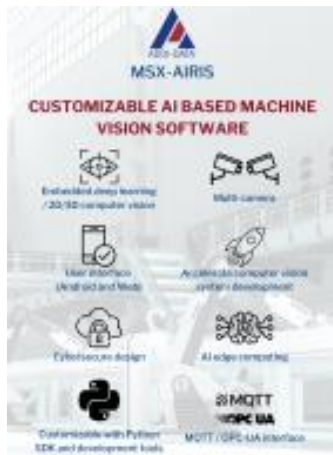 MSX-AIRIS
CUSTOMIZABLE AI BASED MACHINE
VISION SOFTWARE
Embedded deep learning
/ 2D/3D computer vision
Multi-camera
User interface
(Android and Web)
Accelerate computer vision
system development
Cybersecure design
AI edge computing
MQTT
OPC UA
Customizable with Python
SDK and development tools
MQTT / OPC-UA interface